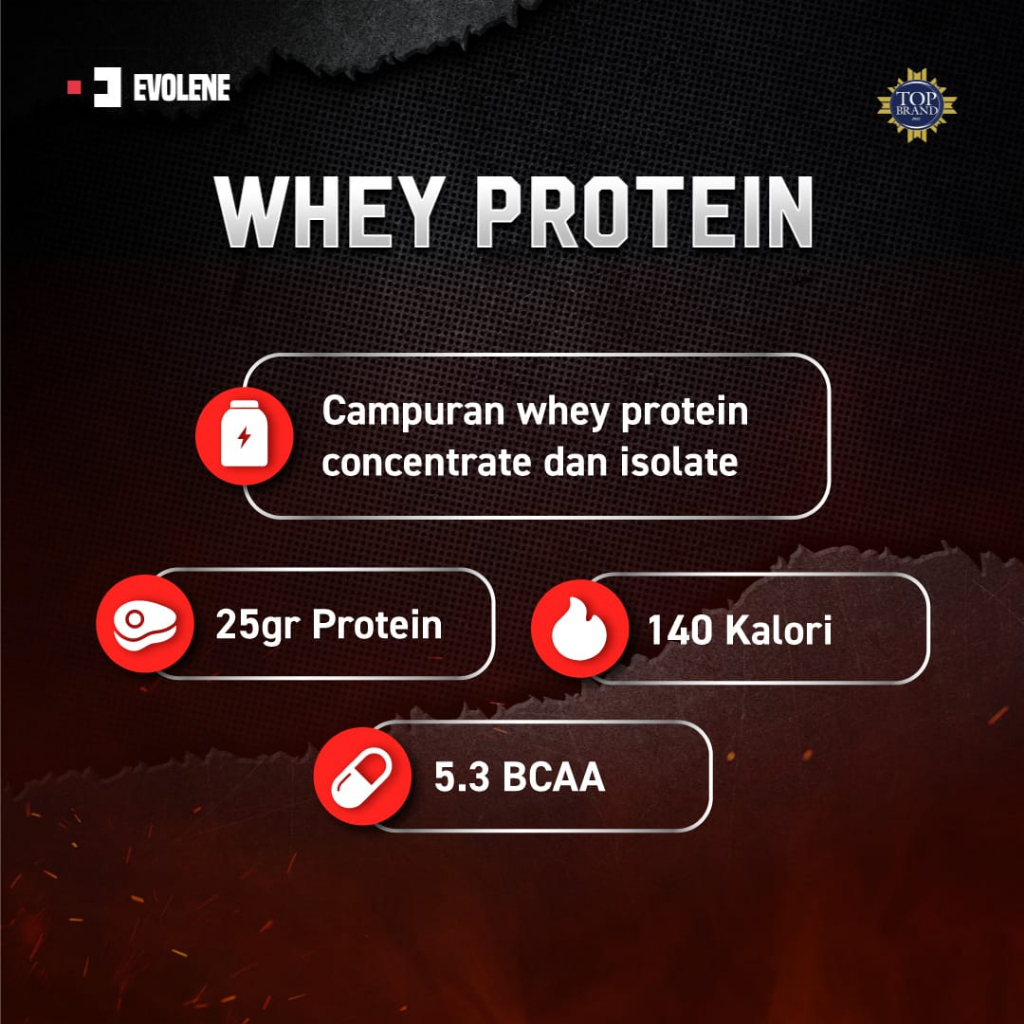 EVOLENE
TOP
BRAND
WHEY PROTEIN
Campuran whey protein
concentrate dan isolate
25gr Protein
140 Kalori
5.3 BCAA